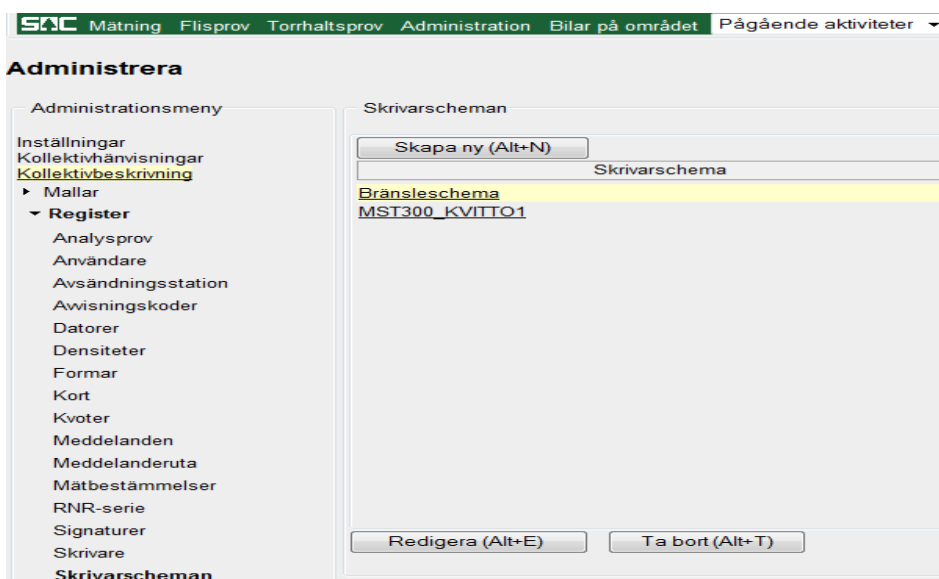 SDC Mätning Flisprov Torrhaltsprov Administration Bilar på området Pågående aktiviteter
Administrera
Administrationsmeny
Inställningar
Kollektivhänvisningar
Kollektivbeskrivning
Mallar
Register
Analysprov
Användare
Avsändningsstation
Avvisningskoder
Datorer
Densiteter
Formar
Kort
Kvoter
Meddelanden
Meddelanderuta
Mätbestämmelser
RNR-serie
Signaturer
Skrivare
Skrivarscheman
Skrivarscheman
Skapa ny (Alt+N)
Skrivarschema
Bränsleschema
MST300_KVITTO1
Redigera (Alt+E) Ta bort (Alt+T)